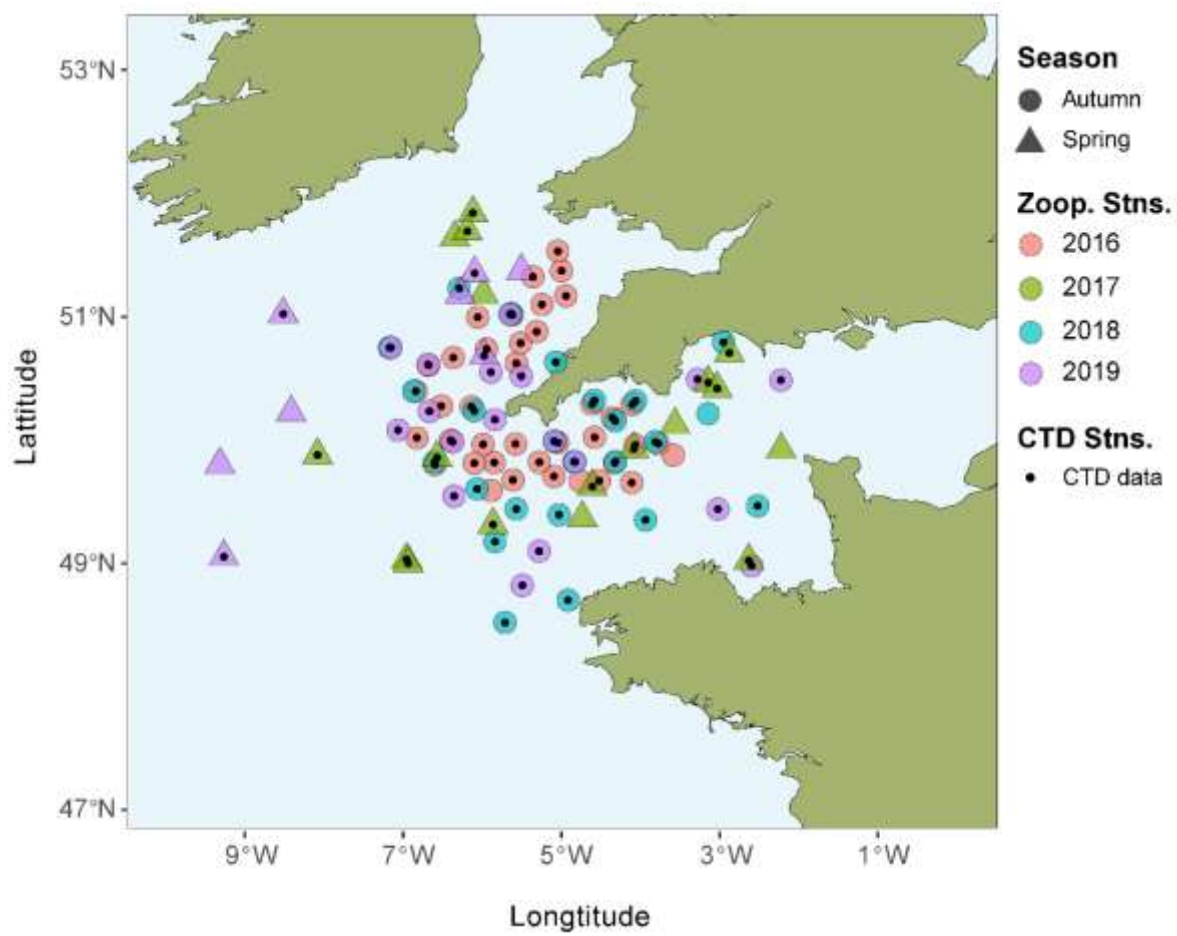 53°N
51°N
49°N
47°N
Lattitude
9°W
7°W
5°W
3°W
1°W
Longtitude
Season
Autumn
Spring
Zoop. Stns.
2016
2017
2018
2019
CTD Stns.
CTD data